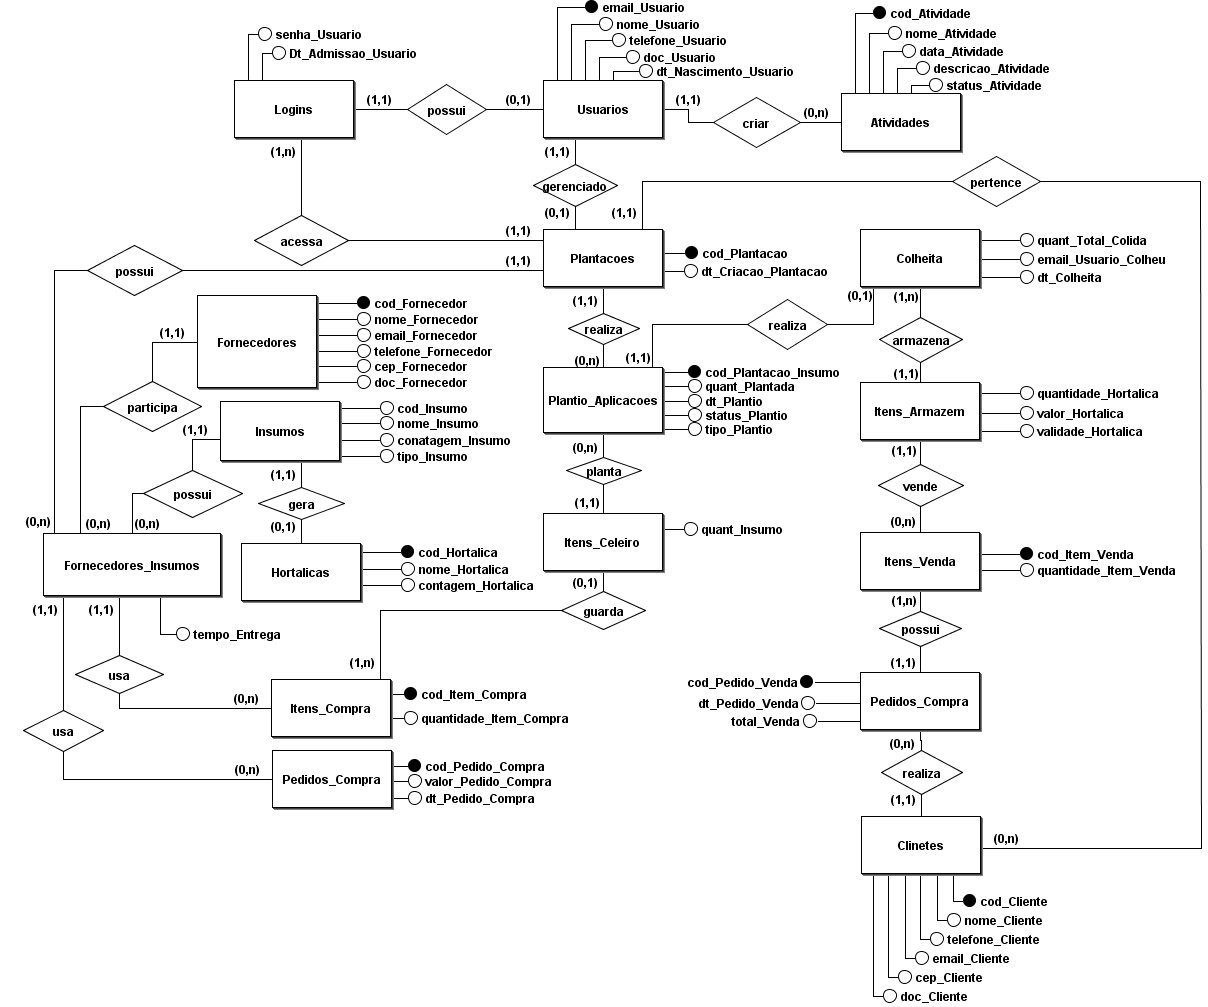 email_Usuario
cod_Atividade
nome_Usuario
senha_Usuario
nome_Atividade
telefone_Usuario
Dt_Admissao_Usuario
data_Atividade
doc_Usuario
descricao_Atividade
dt_Nascimento_Usuario
status_Atividade
Logins
(1,1)
possui
(0,1)
Usuarios
(1,1)
criar
(0,n)
Atividades
(1,n)
(1,1)
gerenciado
pertence
(0,1)
(1,1)
acessa
(1,1)
Plantacoes
cod_Plantacao
dt_Criacao_Plantacao
Colheita
quant_Total_Colida
email_Usuario_Colheu
dt_Colheita
possui
(1,1)
(1,1)
(0,1)
(1,n)
Fornecedores
cod_Fornecedor
nome_Fornecedor
email_Fornecedor
telefone_Fornecedor
cep_Fornecedor
doc_Fornecedor
(1,1)
realiza
realiza
armazena
(0,n)
(1,1)
(1,1)
participa
Plantio_Aplicacoes
cod_Plantacao_Insumo
quant_Plantada
dt_Plantio
status_Plantio
tipo_Plantio
Itens_Armazem
quantidade_Hortalica
valor_Hortalica
validade_Hortalica
Insumos
cod_Insumo
nome_Insumo
conatagem_Insumo
tipo_Insumo
(1,1)
(0,n)
(1,1)
(1,1)
planta
vende
possui
gera
(1,1)
(0,n)
(0,n)
(0,n)
(0,n)
(0,1)
Itens_Celeiro
quant_Insumo
Fornecedores_Insumos
Hortalicas
cod_Hortalica
nome_Hortalica
contagem_Hortalica
Itens_Venda
cod_Item_Venda
quantidade_Item_Venda
(1,1)
(1,1)
(0,1)
(1,n)
guarda
tempo_Entrega
possui
(1,n)
(1,1)
usa
(0,n)
Itens_Compra
cod_Item_Compra
quantidade_Item_Compra
cod_Pedido_Venda
dt_Pedido_Venda
total_Venda
Pedidos_Compra
usa
(0,n)
(0,n)
Pedidos_Compra
cod_Pedido_Compra
valor_Pedido_Compra
dt_Pedido_Compra
realiza
(1,1)
Clinetes
(0,n)
cod_Cliente
nome_Cliente
telefone_Cliente
email_Cliente
cep_Cliente
doc_Cliente